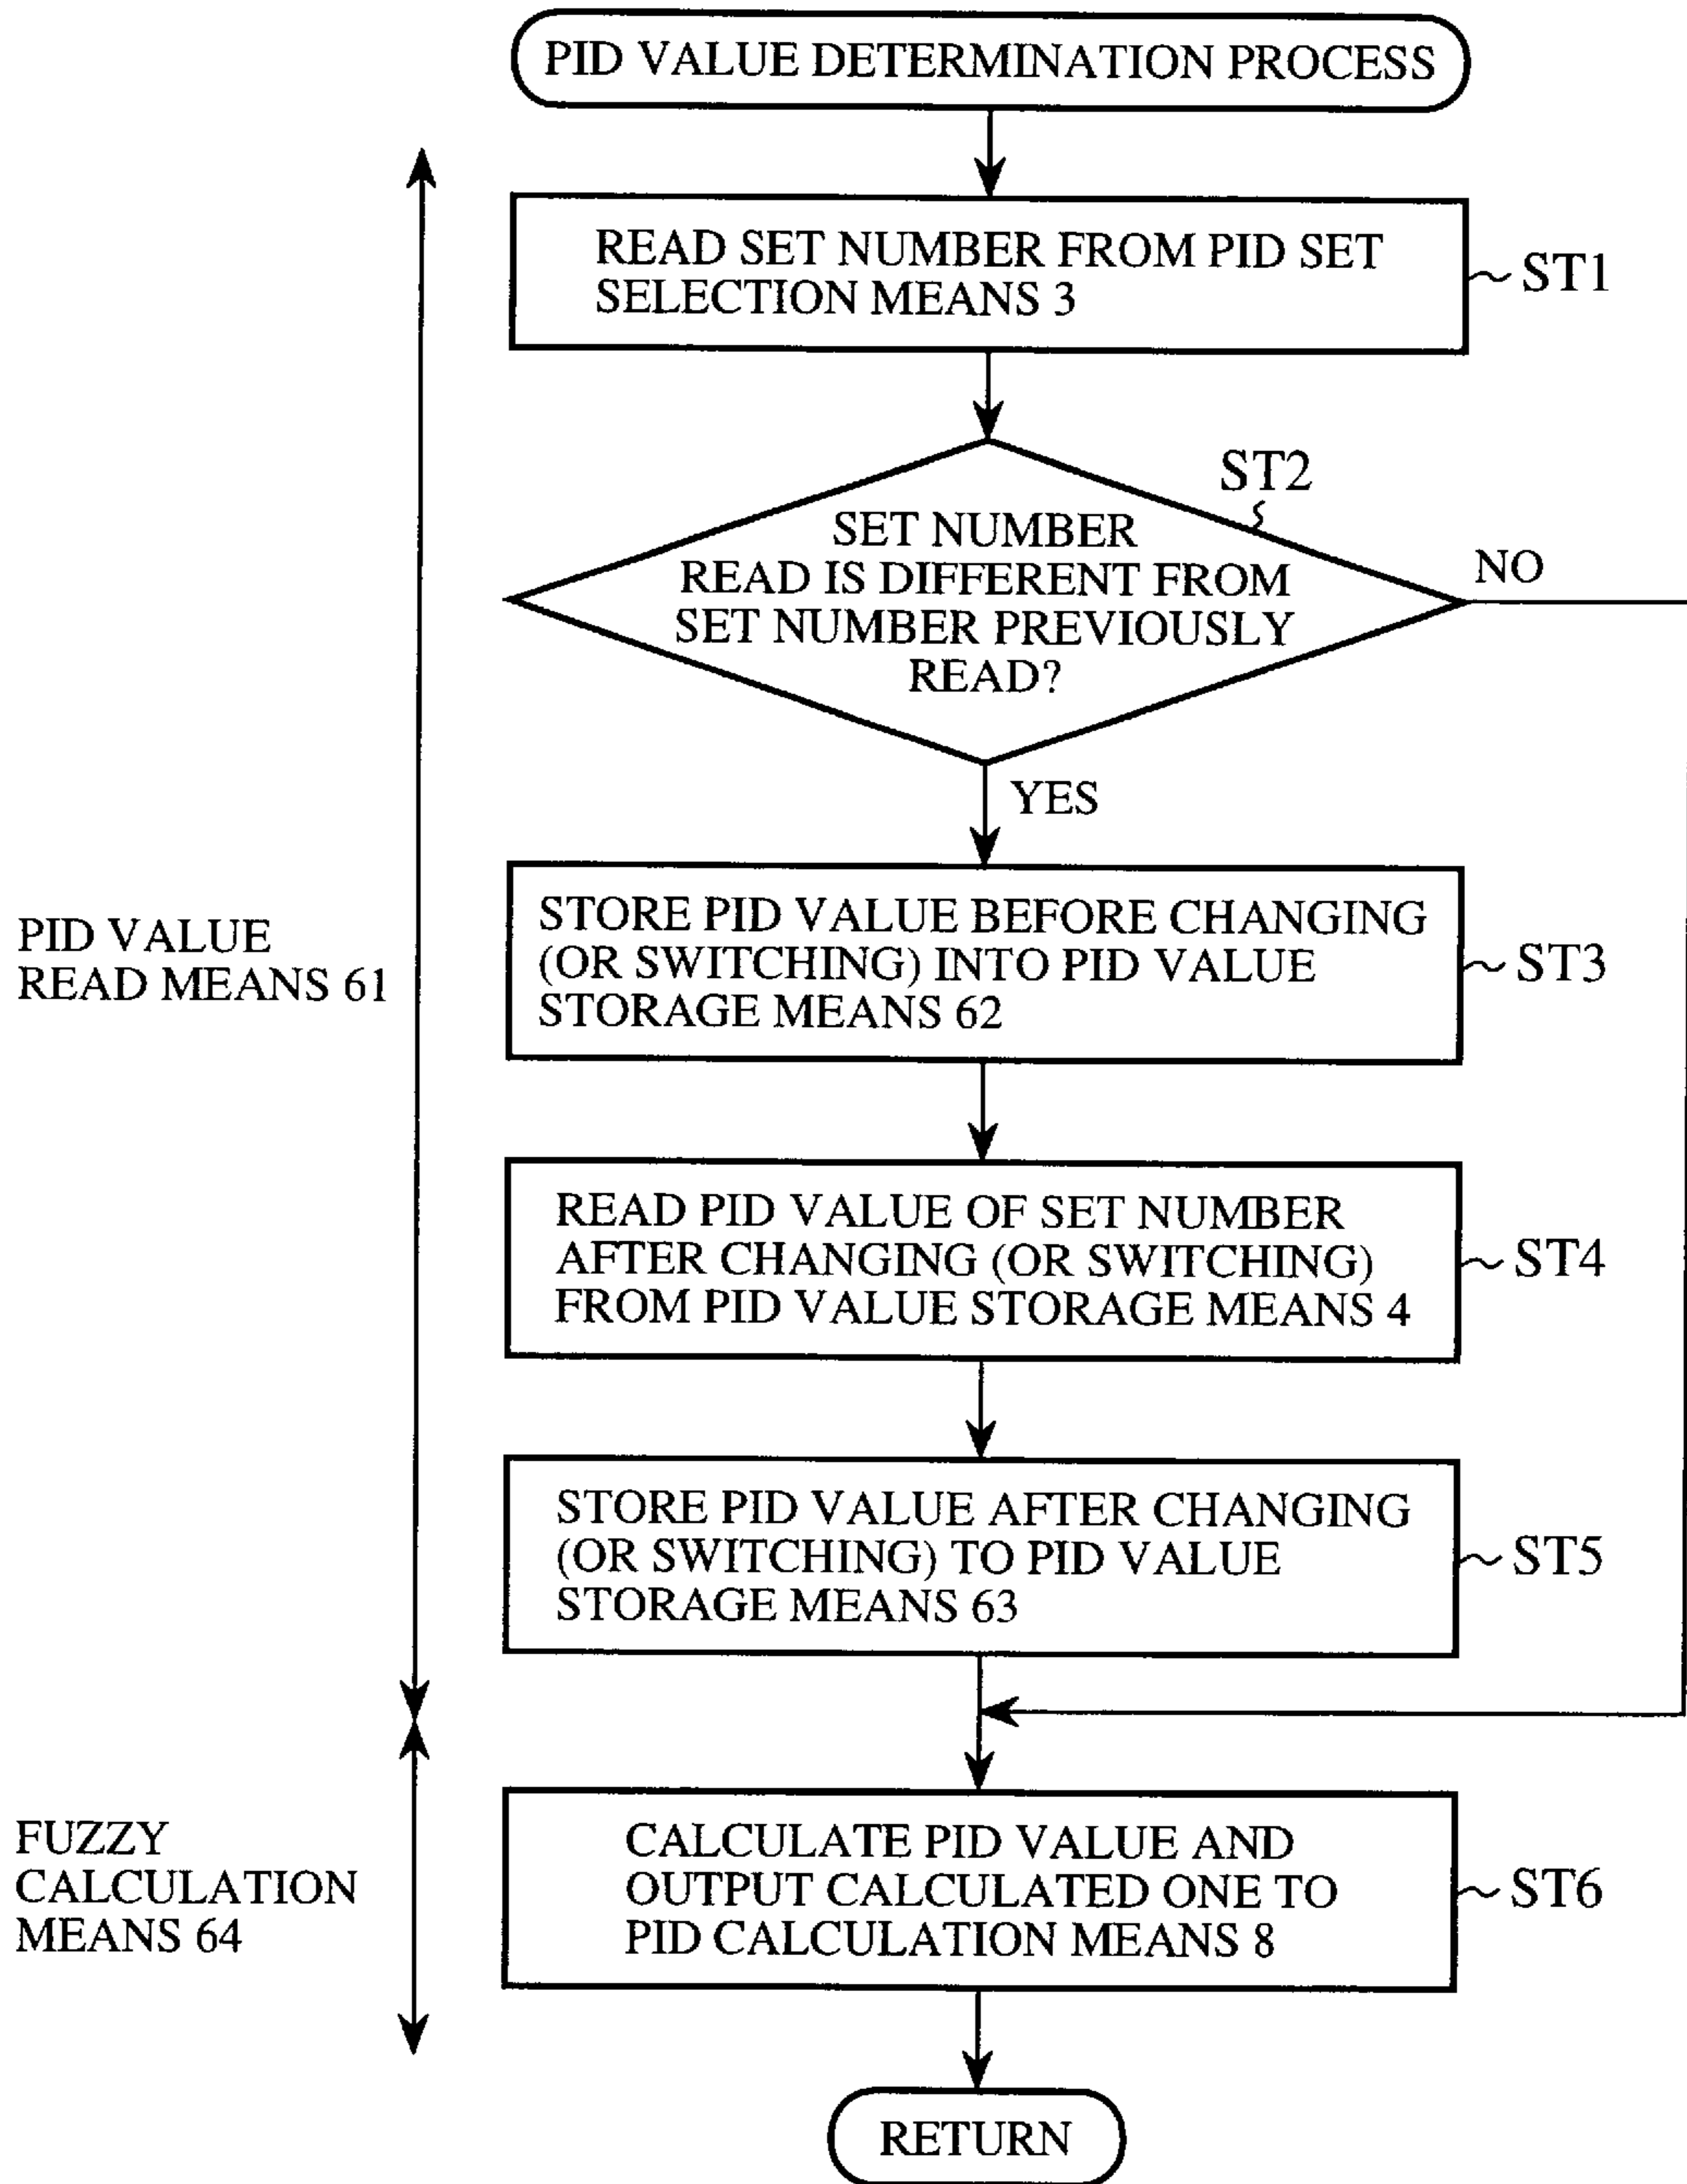 PID VALUE DETERMINATION PROCESS
READ SET NUMBER FROM PID SET
SELECTION MEANS 3
ST1
ST2
SET NUMBER
READ IS DIFFERENT FROM
SET NUMBER PREVIOUSLY
READ?
NO
YES
PID VALUE
READ MEANS 61
STORE PID VALUE BEFORE CHANGING
(OR SWITCHING) INTO PID VALUE
STORAGE MEANS 62
ST3
READ PID VALUE OF SET NUMBER
AFTER CHANGING (OR SWITCHING)
FROM PID VALUE STORAGE MEANS 4
ST4
STORE PID VALUE AFTER CHANGING
(OR SWITCHING) TO PID VALUE
STORAGE MEANS 63
ST5
FUZZY
CALCULATION
MEANS 64
CALCULATE PID VALUE AND
OUTPUT CALCULATED ONE TO
PID CALCULATION MEANS 8
ST6
RETURN